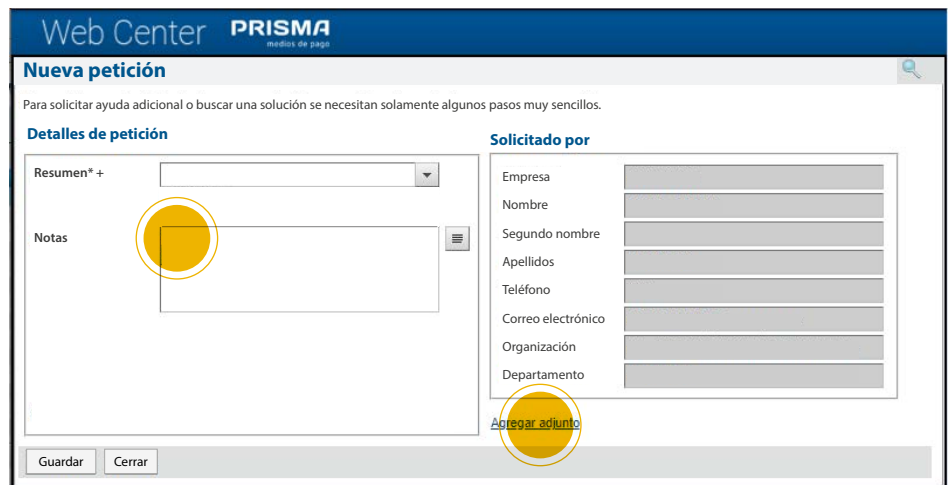 Web Center PRISMA
medios de pago
Nueva petición
Para solicitar ayuda adicional o buscar una solución se necesitan solamente algunos pasos muy sencillos.
Detalles de petición
Resumen* +
Notas
Solicitado por
Empresa
Nombre
Segundo nombre
Apellidos
Teléfono
Correo electrónico
Organización
Departamento
Agregar adjunto
Guardar Cerrar